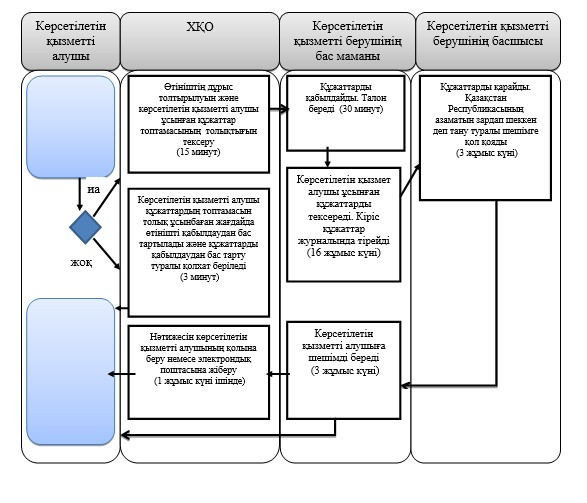 Көрсетілетін
қызметті
алушы
ХҚО
Көрсетілетін
қызметті берушінің
бас маманы
Көрсетілетін қызметті
берушінің басшысы
иа
жоқ
Өтініштің дұрыс
толтырылуын және
көрсетілетін қызметті алушы
ұсынған құжаттар
топтамасының толықтығын
тексеру
(15 минут)
Көрсетілетін қызметті алушы
құжаттардың топтамасын
толық ұсынбаған жағдайда
өтінішті қабылдаудан бас
тартылады және құжаттарды
қабылдаудан бас тарту
туралы қолхат беріледі
(3 минут)
Нәтижесін көрсетілетін
қызметті алушының қолына
беру немесе электрондық
поштасына жіберу
(1 жұмыс күні ішінде)
Құжаттарды
қабылдайды. Талон
береді (30 минут)
Көрсетілетін қызмет
алушы ұсынған
құжаттарды
тексереді. Кіріс
құжаттар
журналында тірейді
(16 жұмыс күні)
Көрсетілетін
қызметті алушыға
шешімді береді
(3 жұмыс күні)
Құжаттарды қарайды.
Қазақстан
Республикасының
азаматын зардап шеккен
деп тану туралы шешімге
қол қояды
(3 жұмыс күні)